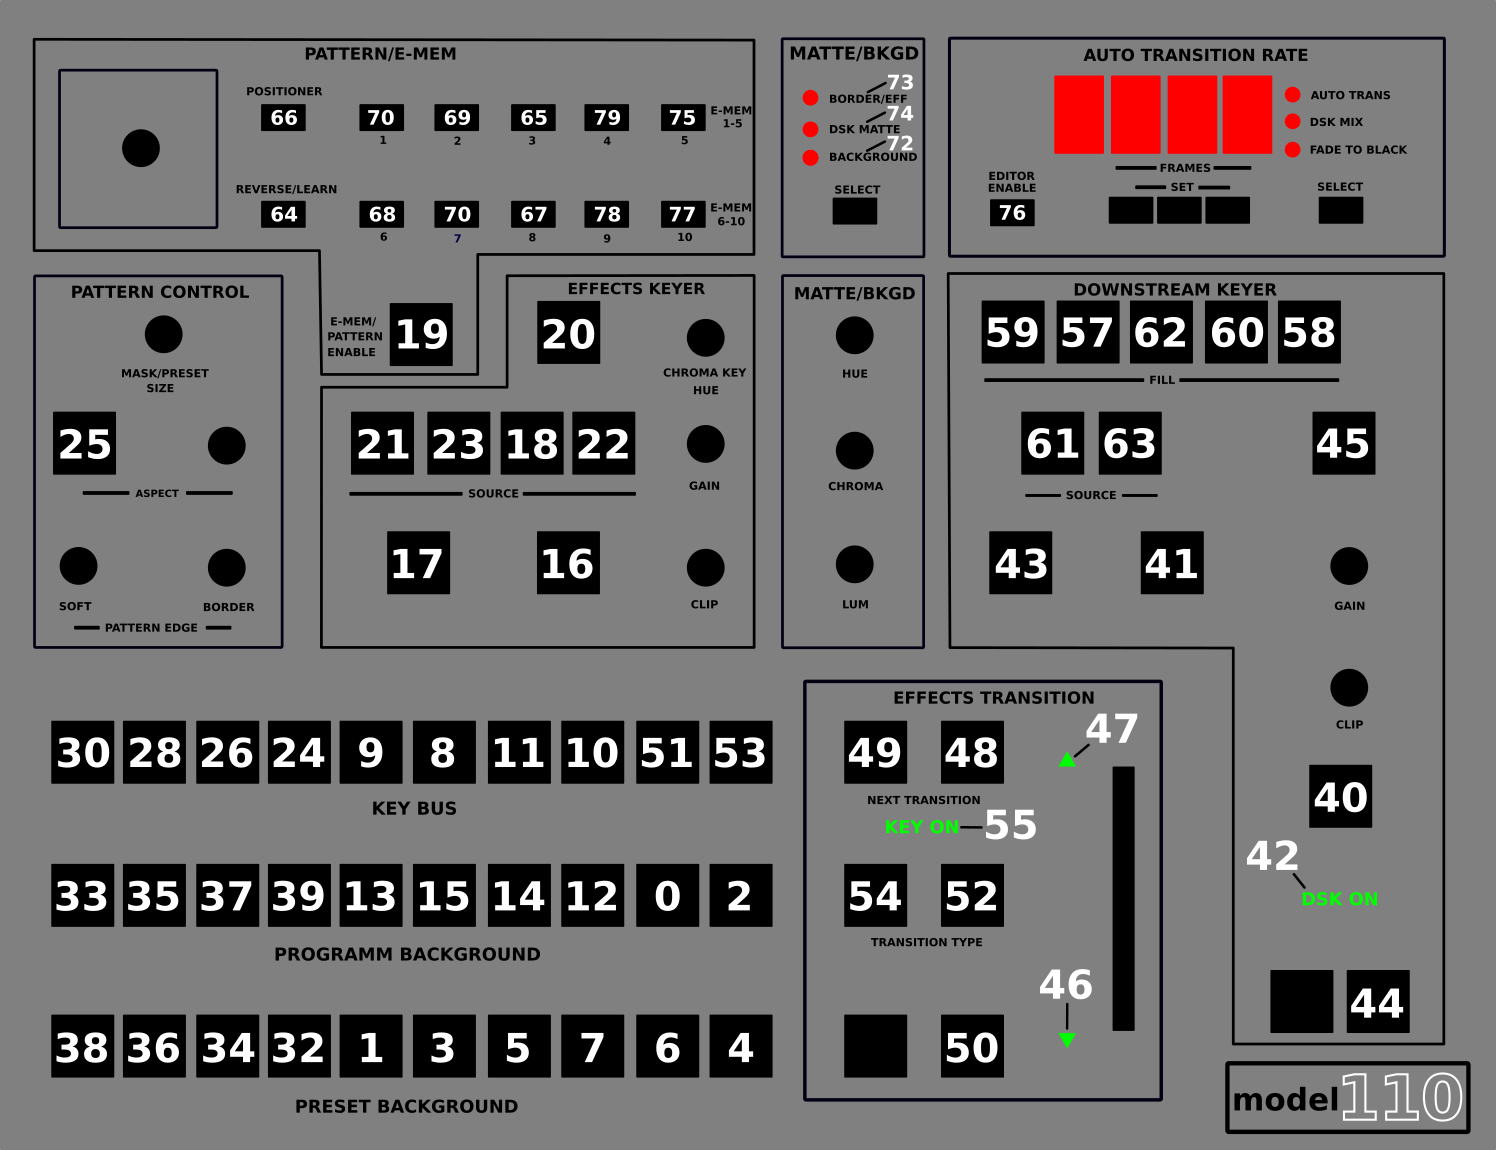 PATTERN/E-MEM
POSITIONER
66 70 69 65 79 75 E-MEM 1-5
1 2 3 4 5
REVERSE/LEARN
64 68 70 67 78 77 E-MEM 6-10
6 7 8 9 10
MATTE/BKGD
73
BORDER/EFF
74
DSK MATTE
72
BACKGROUND
SELECT
AUTO TRANSITION RATE
AUTO TRANS
DSK MIX
FADE TO BLACK
FRAMES
SET
EDITOR
ENABLE
76
SELECT
PATTERN CONTROL
MASK/PRESET
SIZE
25
ASPECT
SOFT BORDER
PATTERN EDGE
E-MEM/
PATTERN
ENABLE
19
EFFECTS KEYER
20
CHROMA KEY
HUE
21 23 18 22
GAIN
SOURCE
17 16
CLIP
MATTE/BKGD
HUE
CHROMA
LUM
DOWNSTREAM KEYER
59 57 62 60 58
FILL
61 63 45
SOURCE
43 41
GAIN
CLIP
40
42
DSK ON
44
30 28 26 24 9 8 11 10 51 53
KEY BUS
33 35 37 39 13 15 14 12 0 2
PROGRAMM BACKGROUND
38 36 34 32 1 3 5 7 6 4
PRESET BACKGROUND
EFFECTS TRANSITION
49 48 47
NEXT TRANSITION
KEY ON 55
54 52
TRANSITION TYPE
46
50
model 110